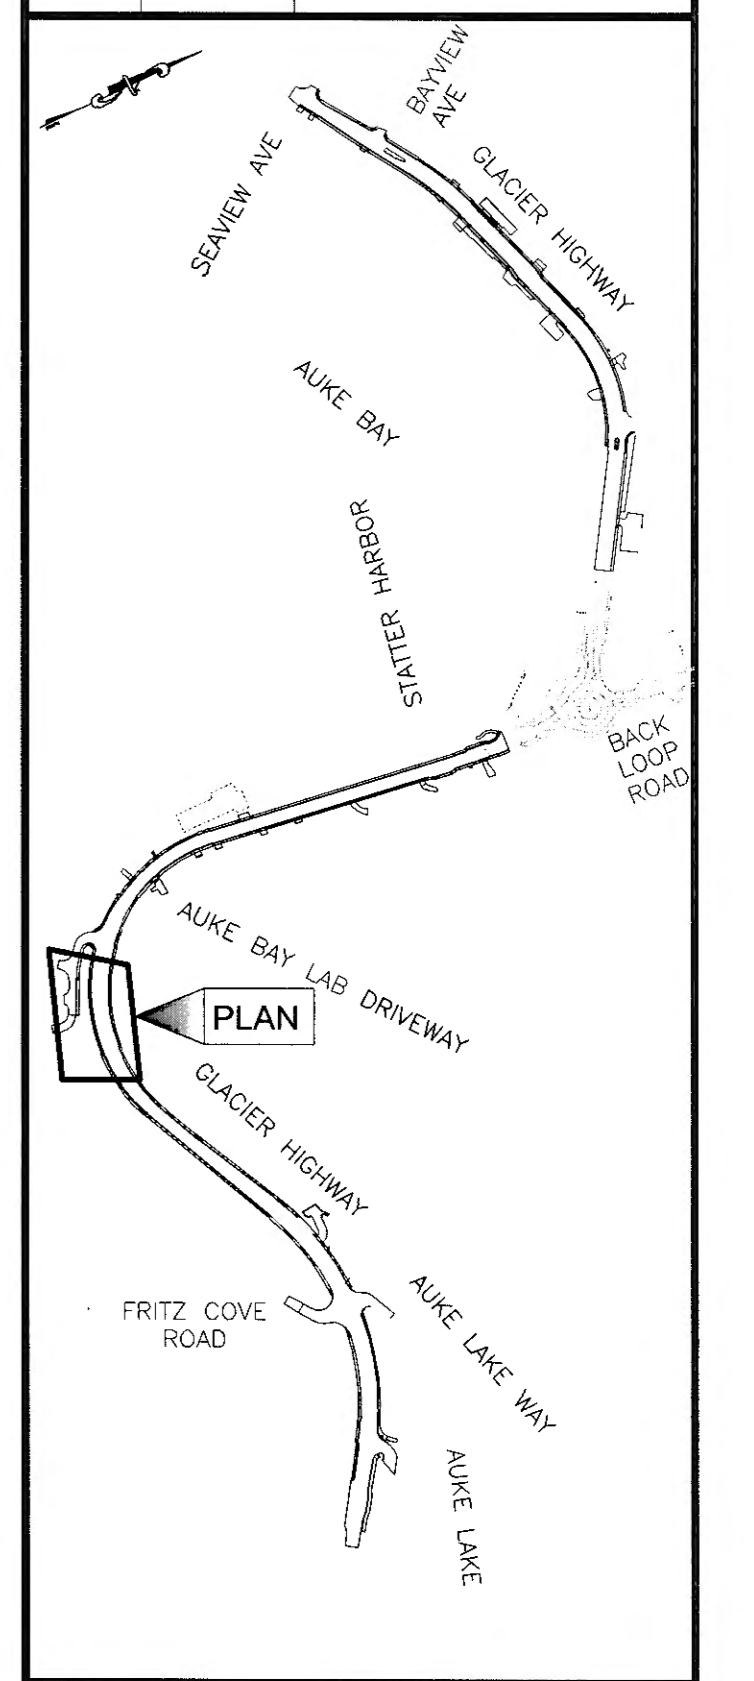 BAYVIEW
AVE
SEAVIEW AVE
GLACIER HIGHWAY
AUKE BAY
STATTER HARBOR
BACK
LOOP
ROAD
AUKE BAY LAB DRIVEWAY
PLAN
GLACIER HIGHWAY
FRITZ COVE
ROAD
AUKE LAKE WAY
AUKE LAKE